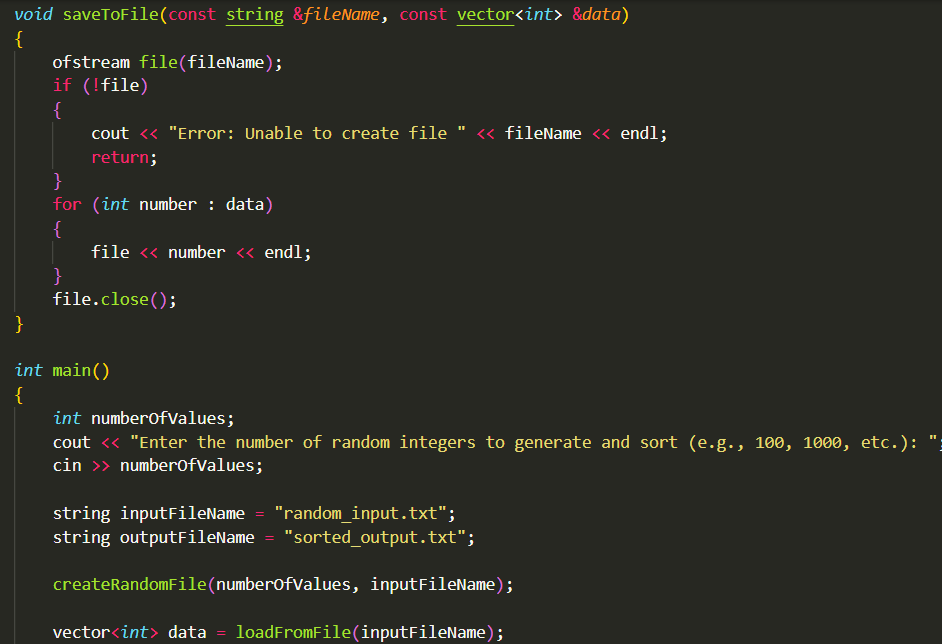 void saveToFile(const string &fileName, const vector<int> &data)
{
    ofstream file(fileName);
    if (!file)
    {
        cout << "Error: Unable to create file " << fileName << endl;
        return;
    }
    for (int number : data)
    {
        file << number << endl;
    }
    file.close();
}

int main()
{
    int numberOfValues;
    cout << "Enter the number of random integers to generate and sort (e.g., 100, 1000, etc.): ";
    cin >> numberOfValues;

    string inputFileName = "random_input.txt";
    string outputFileName = "sorted_output.txt";

    createRandomFile(numberOfValues, inputFileName);

    vector<int> data = loadFromFile(inputFileName);